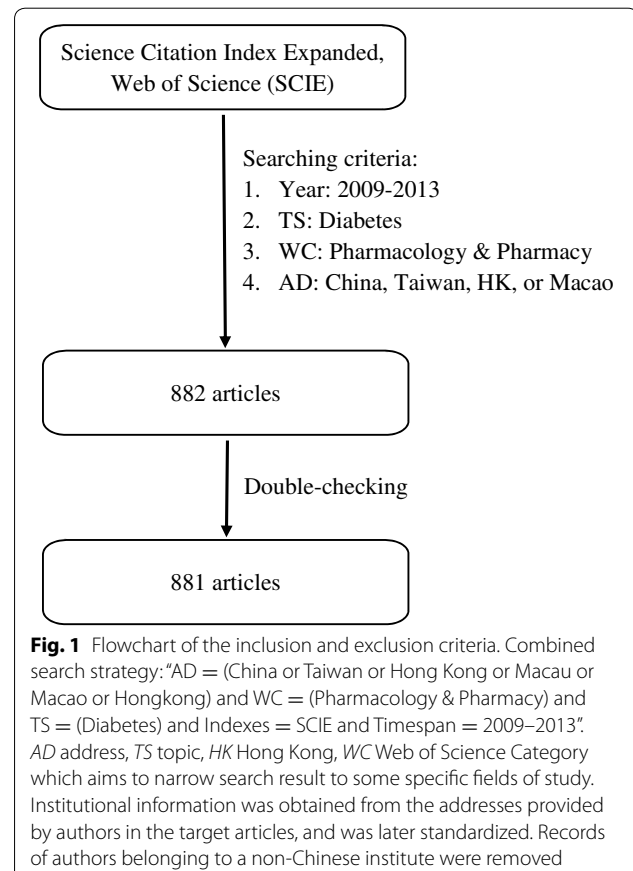 Science Citation Index Expanded,
Web of Science (SCIE)
Searching criteria:
1. Year: 2009-2013
2. TS: Diabetes
3. WC: Pharmacology & Pharmacy
4. AD: China, Taiwan, HK, or Macao
882 articles
Double-checking
881 articles
Fig. 1 Flowchart of the inclusion and exclusion criteria. Combined
search strategy: “AD = (China or Taiwan or Hong Kong or Macau or
Macao or Hongkong) and WC = (Pharmacology & Pharmacy) and
TS = (Diabetes) and Indexes = SCIE and Timespan = 2009–2013”.
AD address, TS topic, HK Hong Kong, WC Web of Science Category
which aims to narrow search result to some specific fields of study.
Institutional information was obtained from the addresses provided
by authors in the target articles, and was later standardized. Records
of authors belonging to a non-Chinese institute were removed